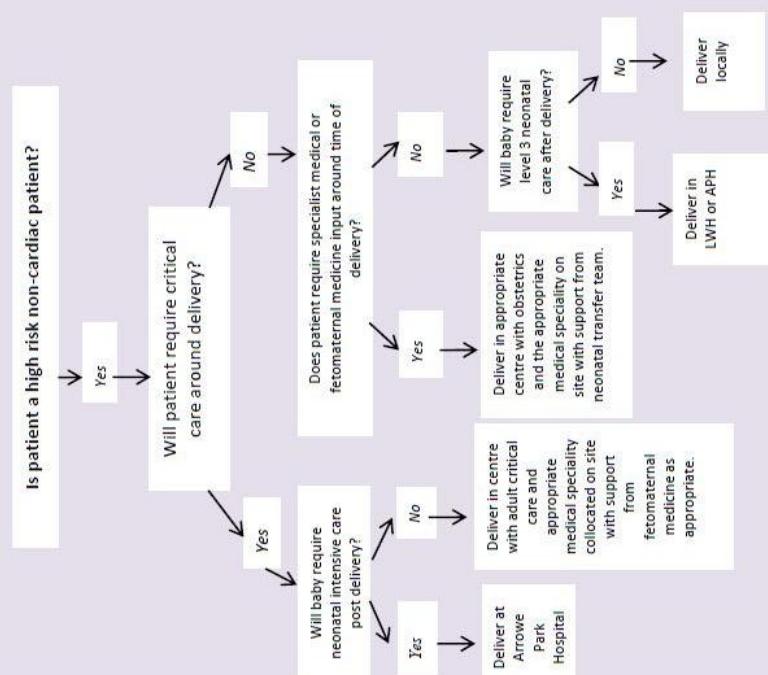 Is patient a high risk non-cardiac patient?
Yes
Will patient require critical
care around delivery?
Yes
No
Will baby require
neonatal intensive care
post delivery?
Does patient require specialist medical or
fetomaternal medicine input around time of
delivery?
Yes
No
Yes
No
Deliver at
Arrowe
Park
Hospital
Deliver in centre
with adult critical
care and
appropriate
medical speciality
collocated on site
with support
from
fetomaternal
medicine as
appropriate.
Deliver in appropriate
centre with obstetrics
and the appropriate
medical speciality on
site with support from
neonatal transfer team.
Will baby require
level 3 neonatal
care after delivery?
Yes
No
Deliver in
LWH or APH
Deliver
locally